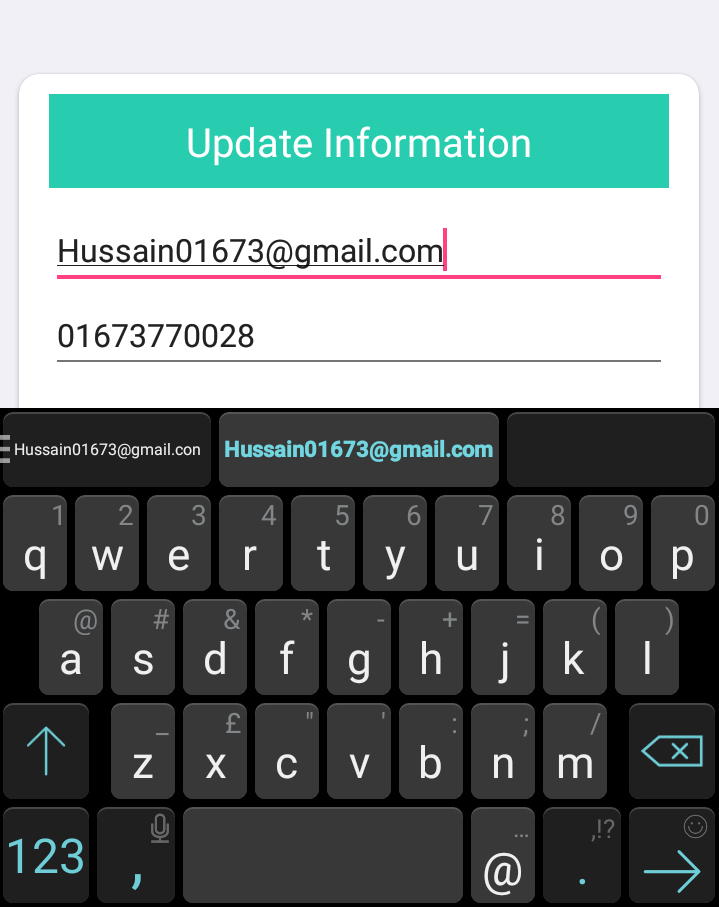 Update Information
Hussain01673@gmail.com
01673770028
Hussain01673@gmail.con Hussain01673@gmail.com
1 2 3 4 5 6 7 8 9 0
q w e r t y u i o p
@ # & * - + = ( )
a s d f g h j k l
_ £ " ' : ; /
z x c v b n m
... ,!?
123 , @ .